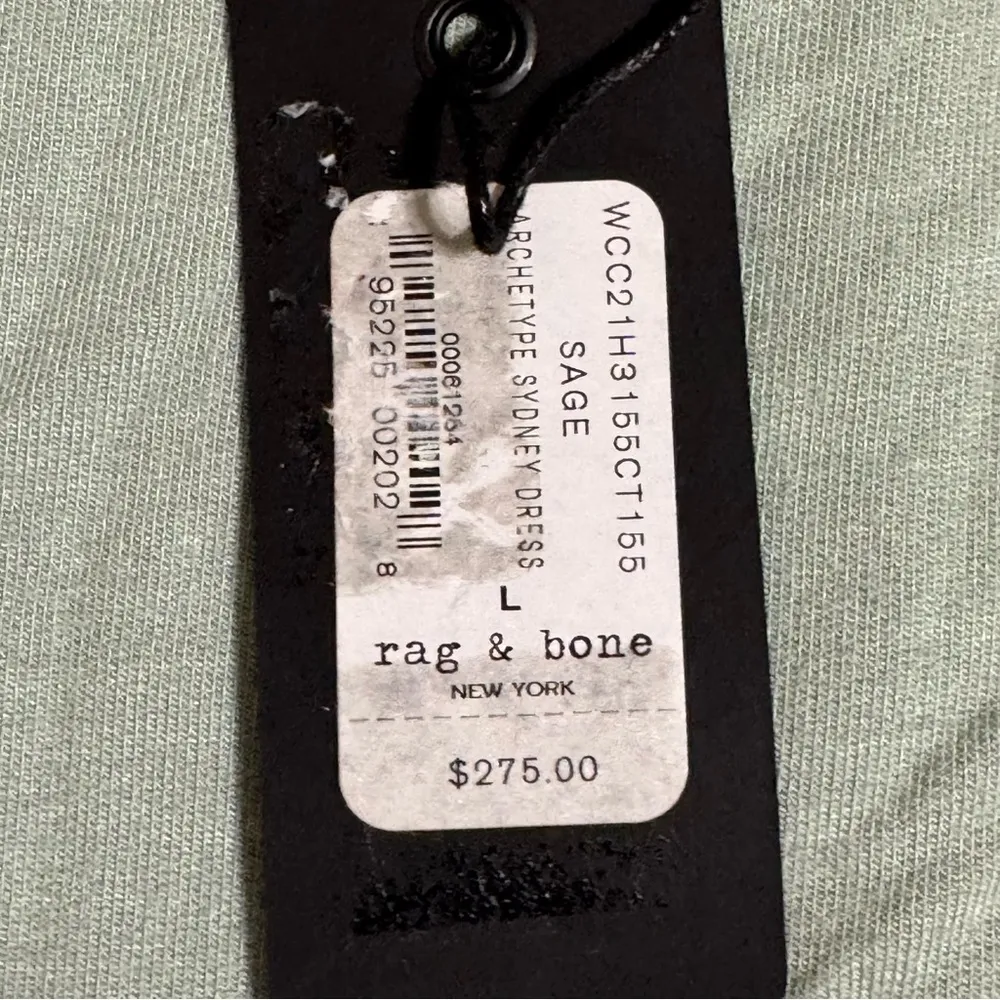 WCC21H3155CT155
SAGE
ARCHETYPE SYDNEY DRESS
00061264
95225 00202 8
L
rag & bone
NEW YORK
$275.00